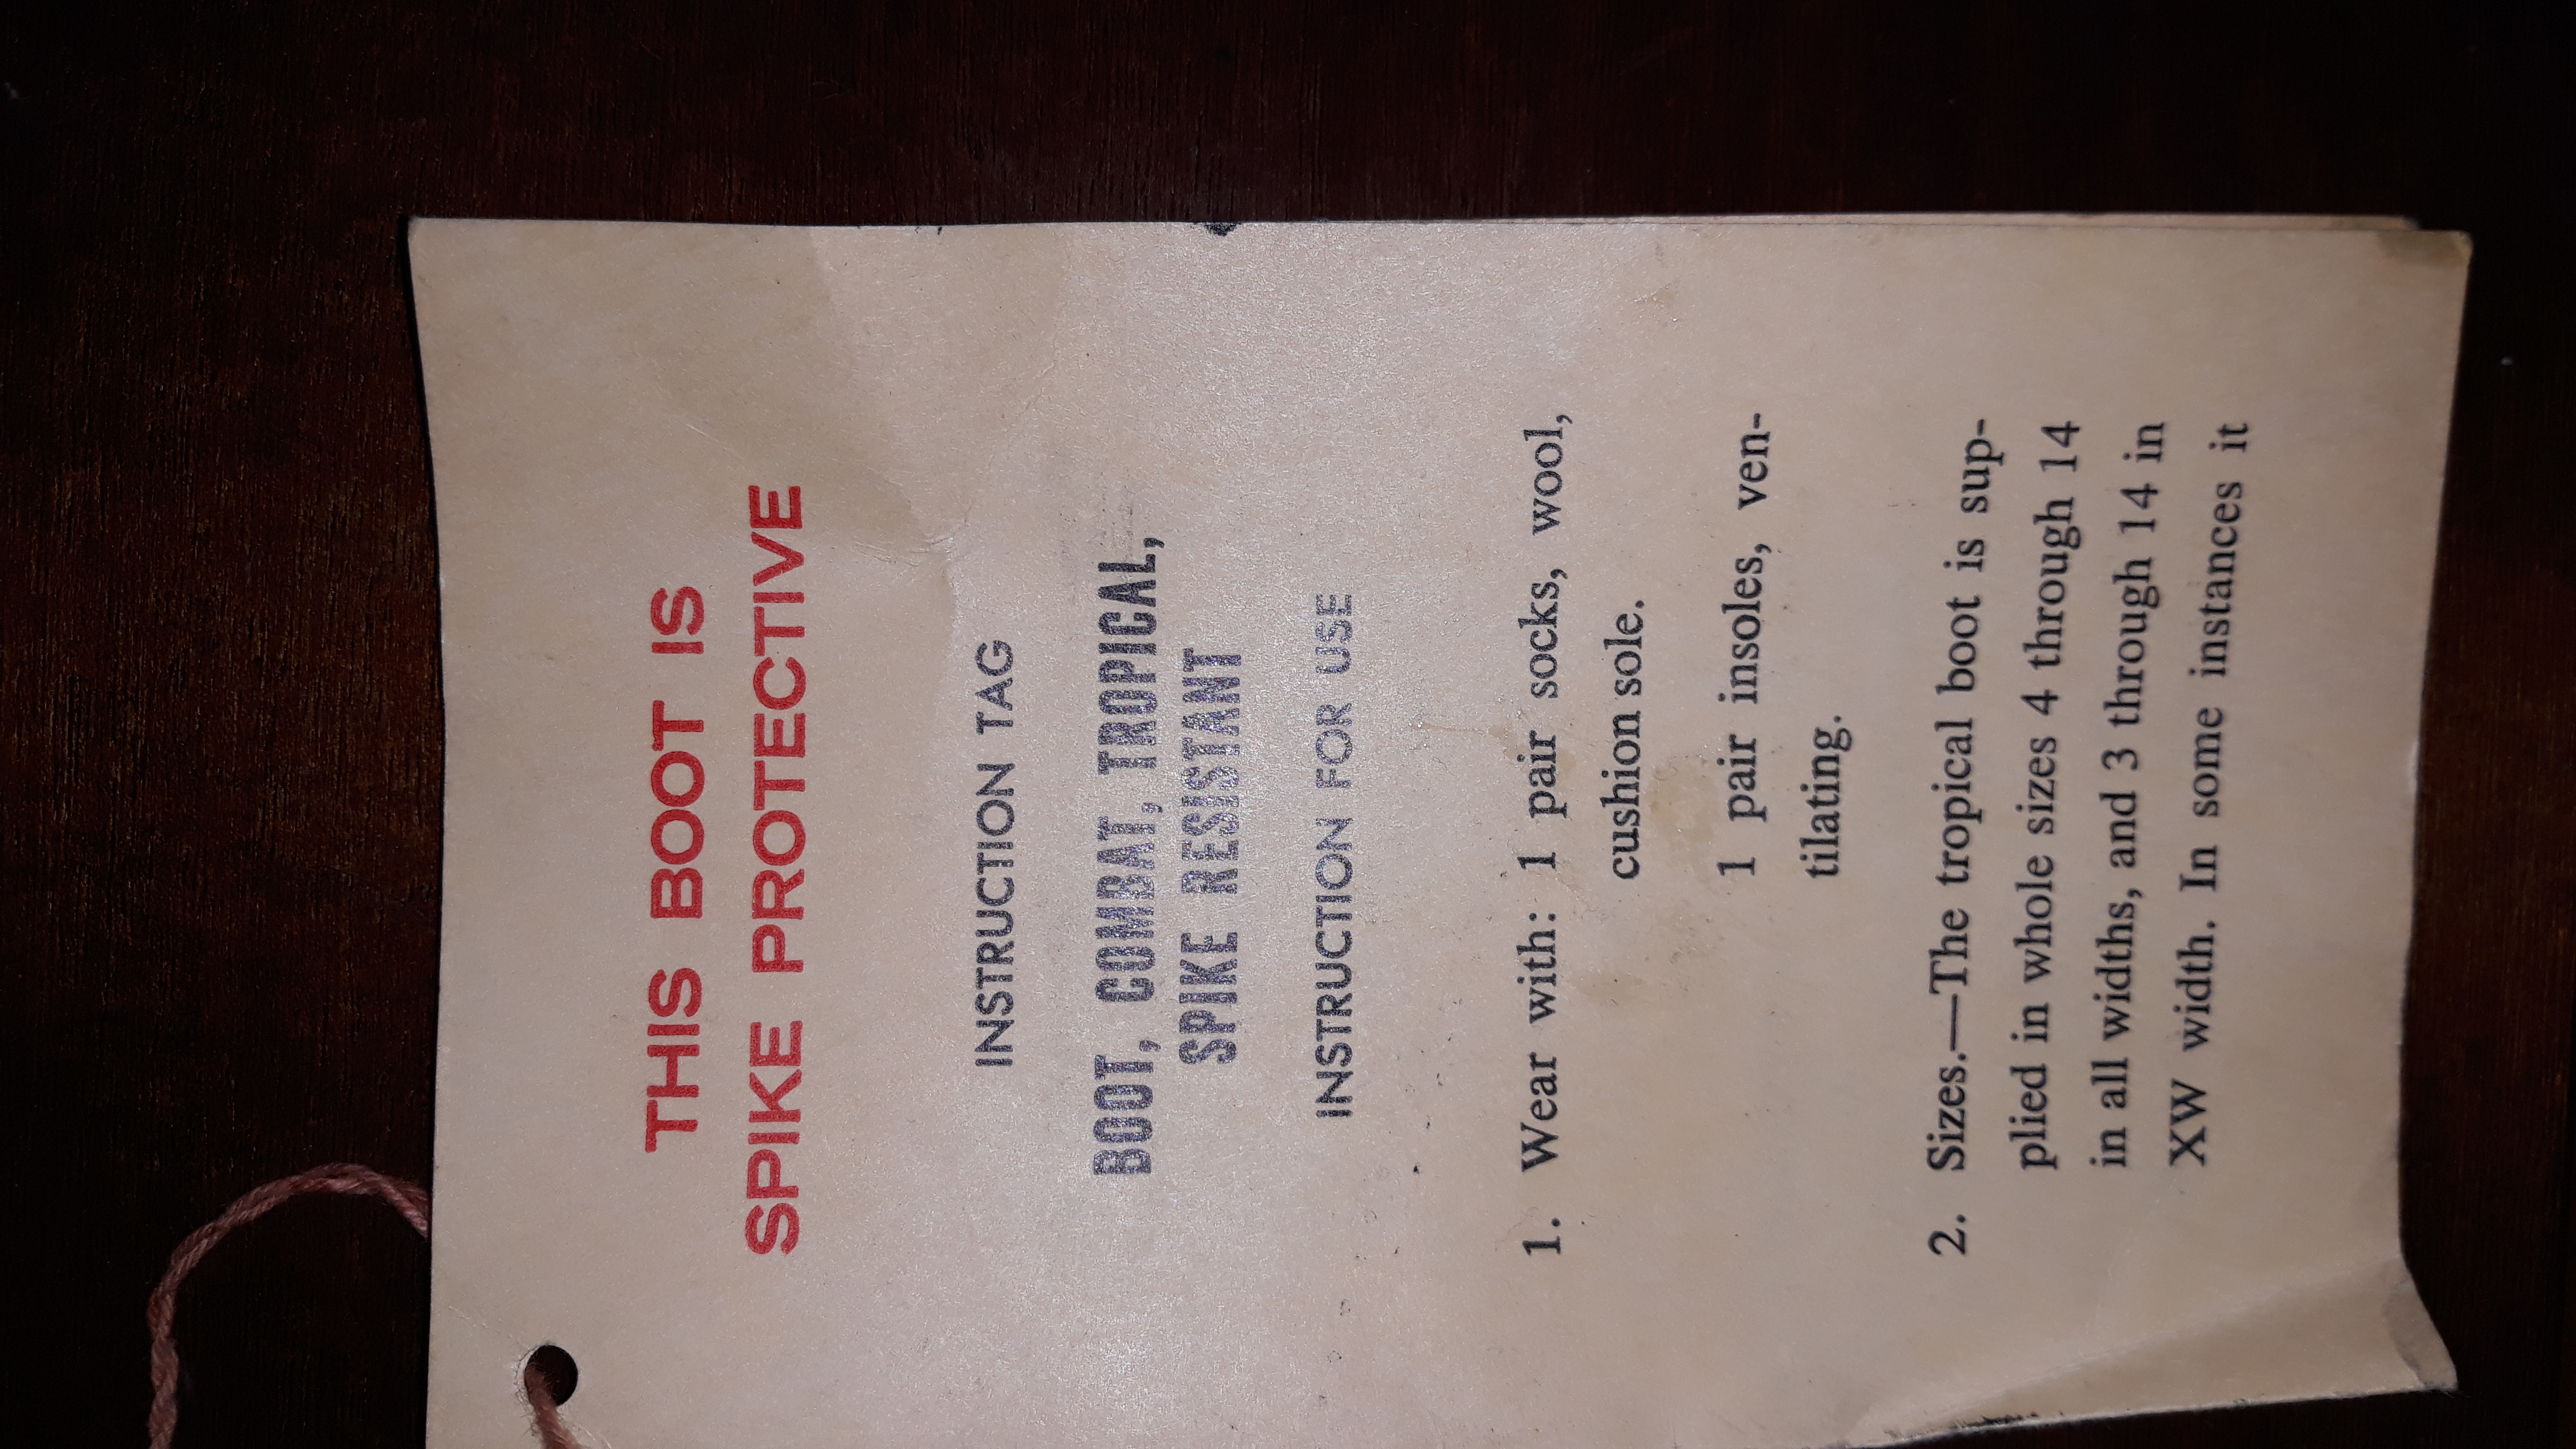 THIS BOOT IS
SPIKE PROTECTIVE
INSTRUCTION TAG
BOOT, COMBAT, TROPICAL,
SPIKE RESISTANT
INSTRUCTION FOR USE
1. Wear with: 1 pair socks, wool,
cushion sole.
1 pair insoles, ven-
tilating.
2. Sizes.—The tropical boot is sup-
plied in whole sizes 4 through 14
in all widths, and 3 through 14 in
XW width. In some instances it